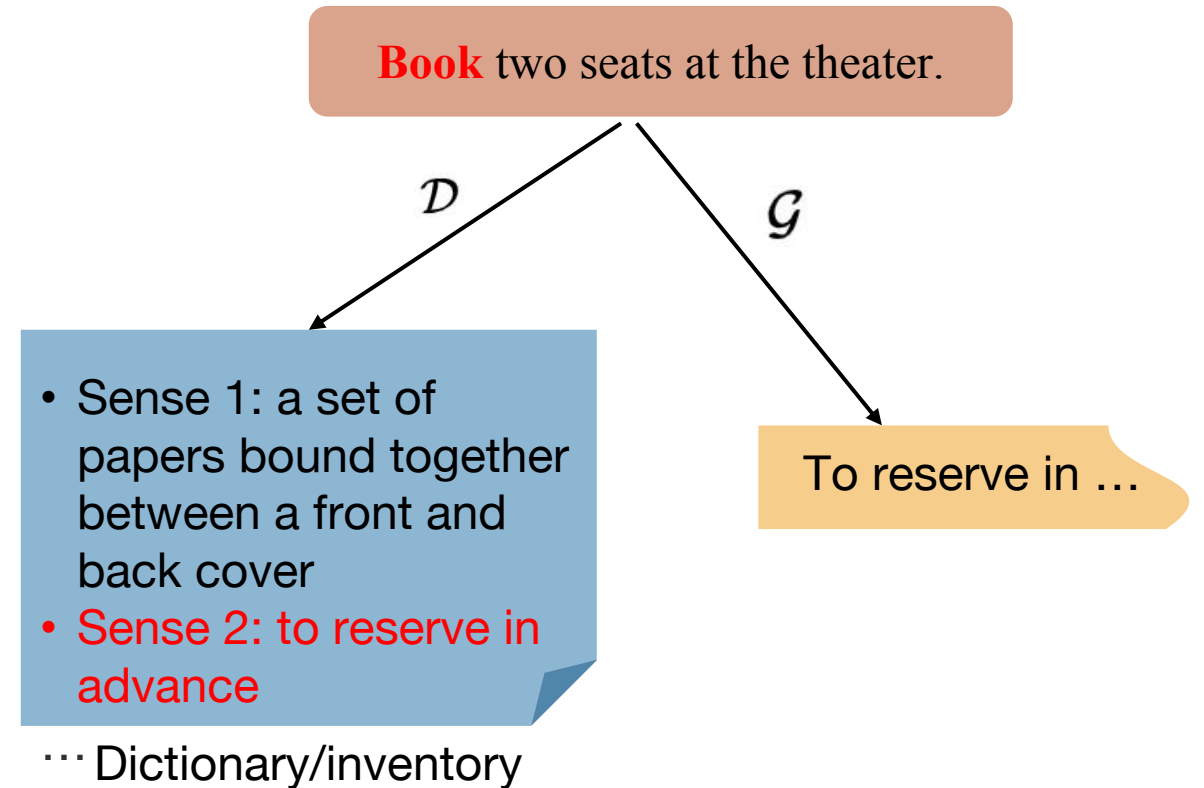 Book two seats at the theater.
𝒟
𝒢
• Sense 1: a set of
papers bound together
between a front and
back cover
• Sense 2: to reserve in
advance
To reserve in …
… Dictionary/inventory